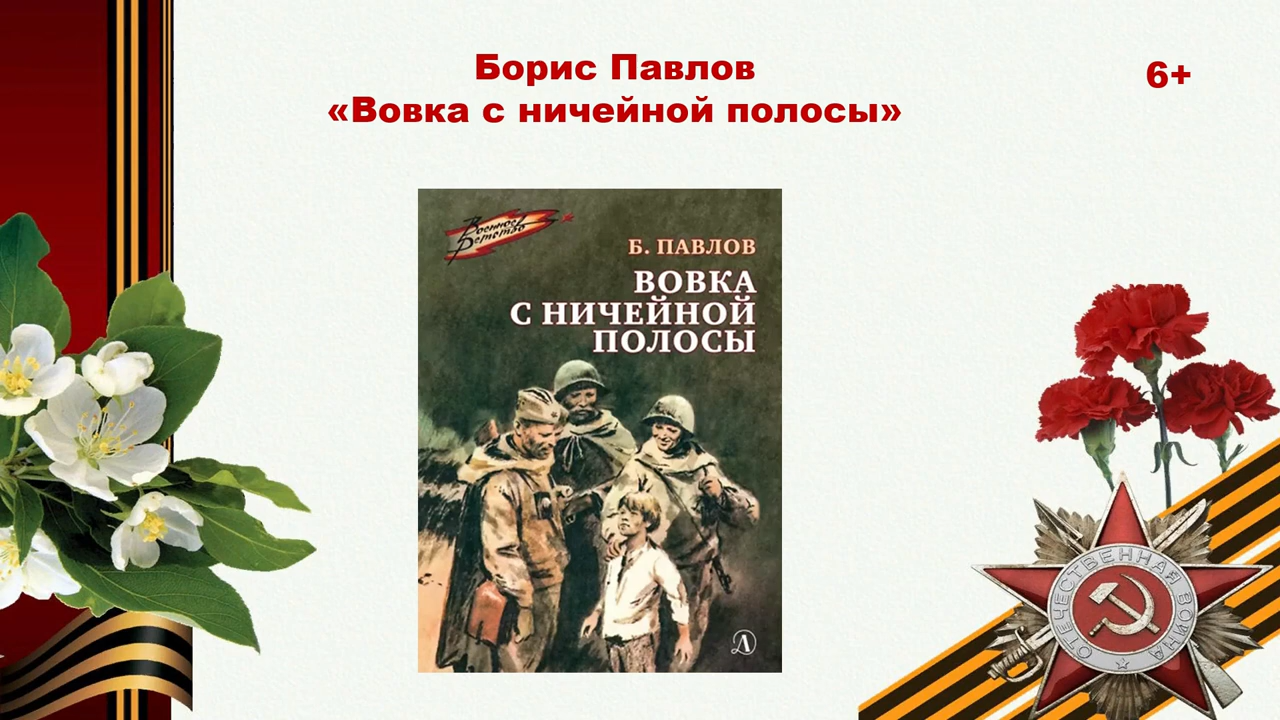 Борис Павлов
«Вовка с ничейной полосы»
6+
Военное
детство
Б. ПАВЛОВ
ВОВКА
С НИЧЕЙНОЙ
ПОЛОСЫ
Д
ОТЕЧЕСТВЕННАЯ ВОЙНА